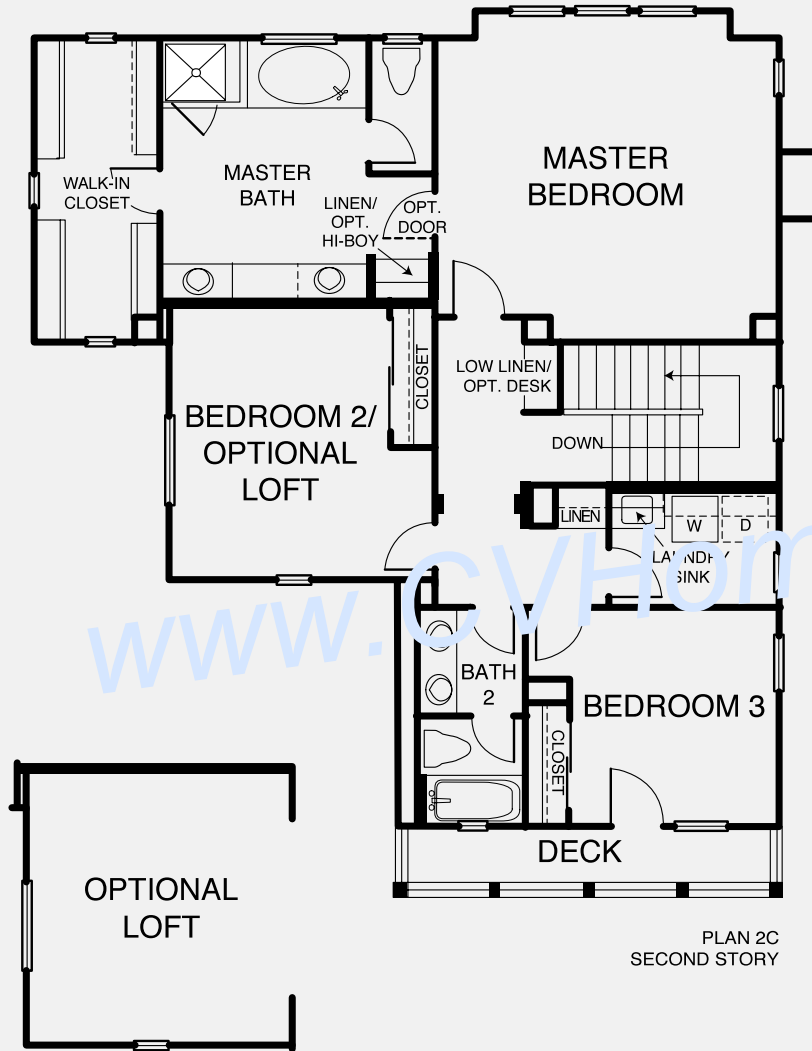 WALK-IN
CLOSET
MASTER
BATH
LINEN/
OPT.
HI-BOY
OPT.
DOOR
MASTER
BEDROOM
LOW LINEN/
OPT. DESK
CLOSET
BEDROOM 2/
OPTIONAL
LOFT
DOWN
LINEN
W
D
LAUNDRY
SINK
www.CVHom
BATH
2
BEDROOM 3
CLOSET
DECK
OPTIONAL
LOFT
PLAN 2C
SECOND STORY